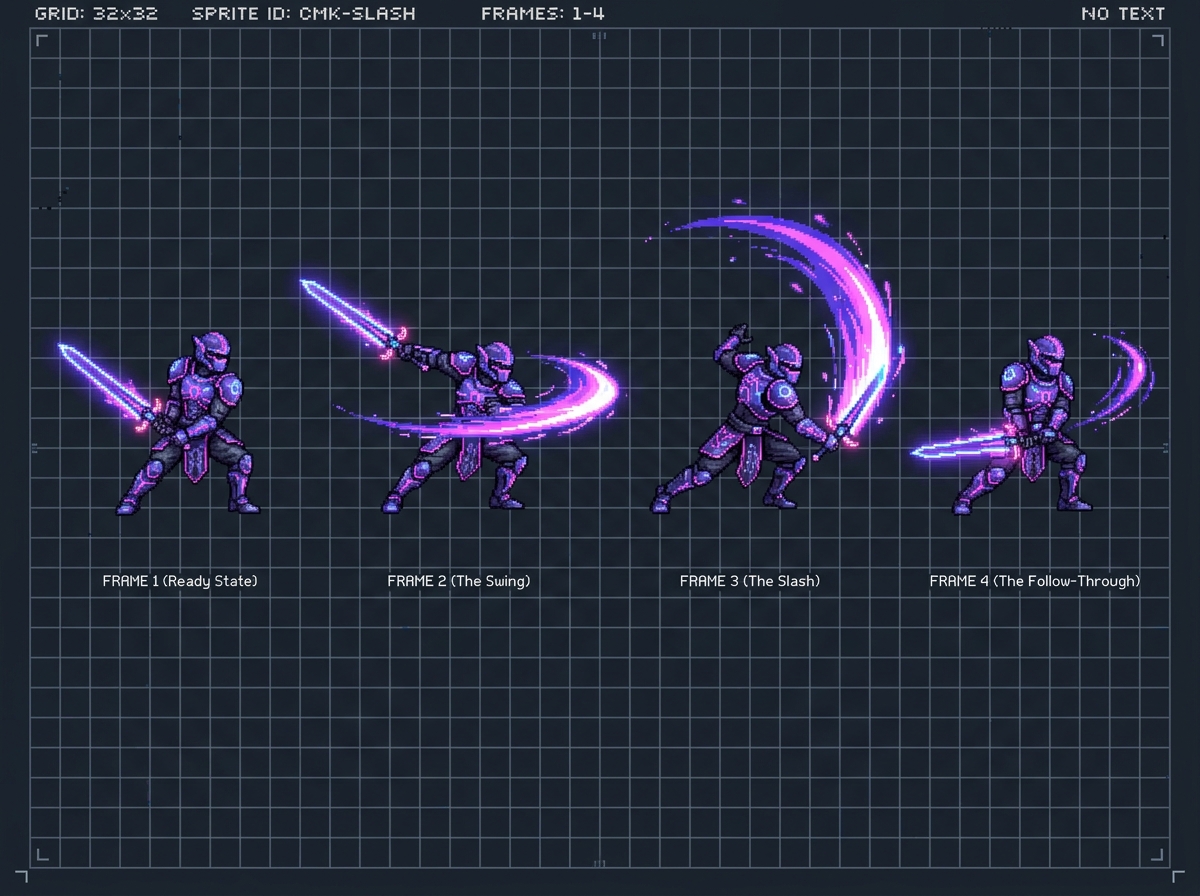 GRID: 32x32 SPRITE ID: CMK-SLASH FRAMES: 1-4 NO TEXT
FRAME 1 (Ready State) FRAME 2 (The Swing) FRAME 3 (The Slash) FRAME 4 (The Follow-Through)